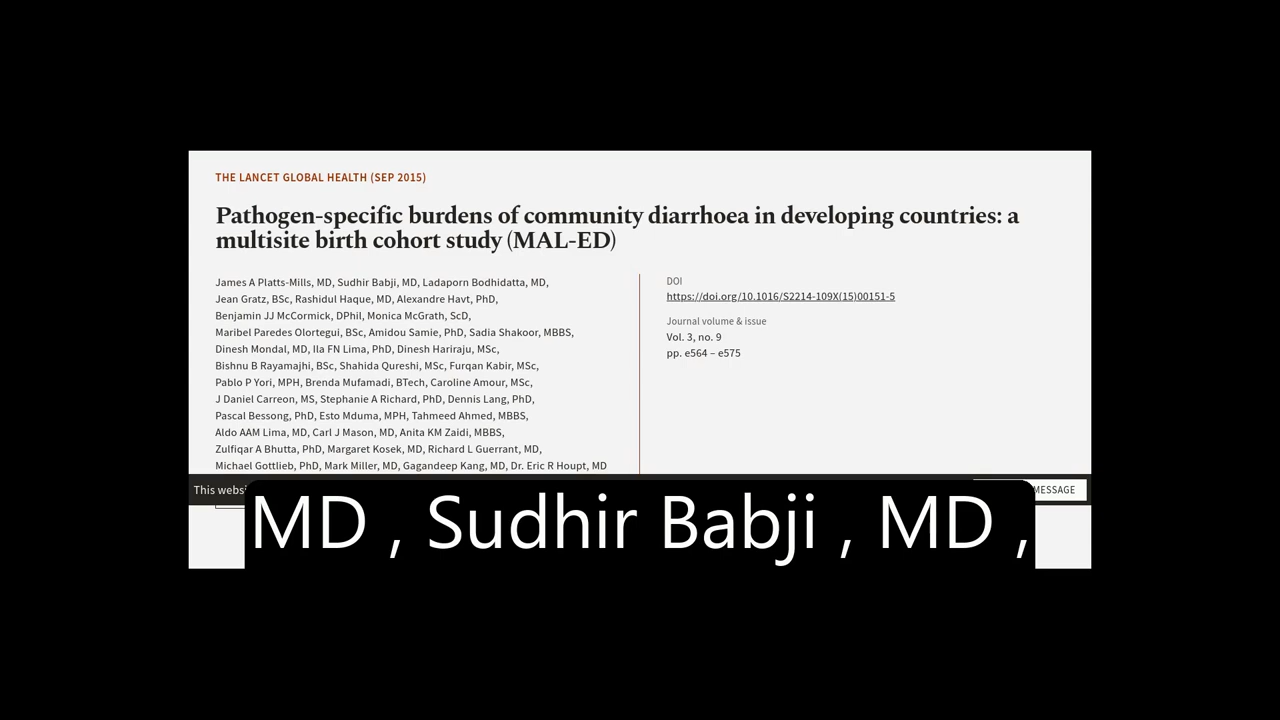 THE LANCET GLOBAL HEALTH (SEP 2015)
Pathogen-specific burdens of community diarrhoea in developing countries: a
multisite birth cohort study (MAL-ED)
James A Platts-Mills, MD, Sudhir Babji, MD, Ladaporn Bodhidatta, MD,
Jean Gratz, BSc, Rashidul Haque, MD, Alexandre Havt, PhD,
Benjamin JJ McCormick, DPhil, Monica McGrath, ScD,
Maribel Paredes Olortegui, BSc, Amidou Samie, PhD, Sadia Shakoor, MBBS,
Dinesh Mondal, MD, Ila FN Lima, PhD, Dinesh Hariraju, MSc,
Bishnu B Rayamajhi, BSc, Shahida Qureshi, MSc, Furqan Kabir, MSc,
Pablo P Yori, MPH, Brenda Mufamadi, BTech, Caroline Amour, MSc,
J Daniel Carreon, MS, Stephanie A Richard, PhD, Dennis Lang, PhD,
Pascal Bessong, PhD, Esto Mduma, MPH, Tahmeed Ahmed, MBBS,
Aldo AAM Lima, MD, Carl J Mason, MD, Anita KM Zaidi, MBBS,
Zulfiqar A Bhutta, PhD, Margaret Kosek, MD, Richard L Guerrant, MD,
Michael Gottlieb, PhD, Mark Miller, MD, Gagandeep Kang, MD, Dr. Eric R Houpt, MD
DOI
https://doi.org/10.1016/S2214-109X(15)00151-5
Journal volume & issue
Vol. 3, no. 9
pp. e564 – e575
This
MESSAGE
MD , Sudhir Babji , MD ,